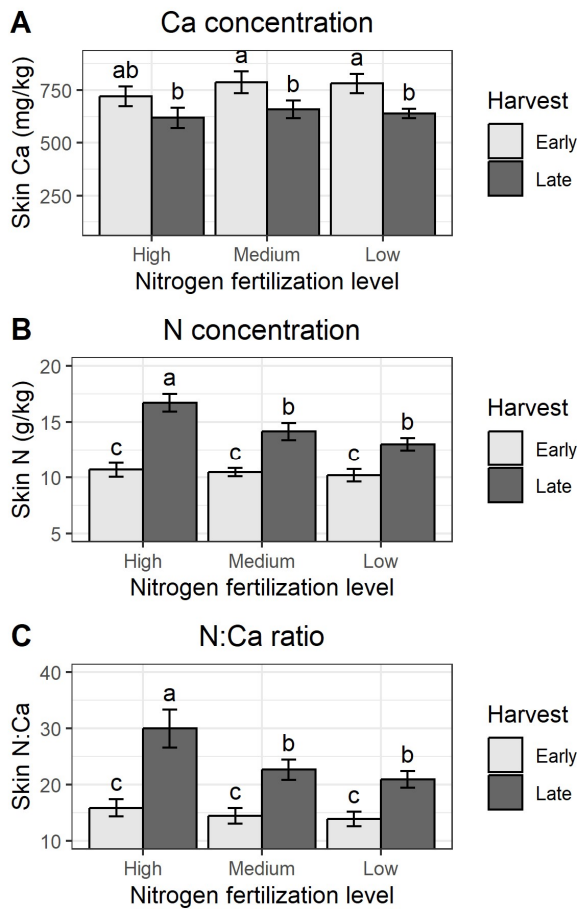 A
Ca concentration
Skin Ca (mg/kg)
750
500
250
ab
b
a
b
a
b
High
Medium
Low
Nitrogen fertilization level
Harvest
Early
Late
B
N concentration
Skin N (g/kg)
20
15
10
5
c
a
c
b
c
b
High
Medium
Low
Nitrogen fertilization level
Harvest
Early
Late
C
N:Ca ratio
Skin N:Ca
40
30
20
10
c
a
c
b
c
b
High
Medium
Low
Nitrogen fertilization level
Harvest
Early
Late